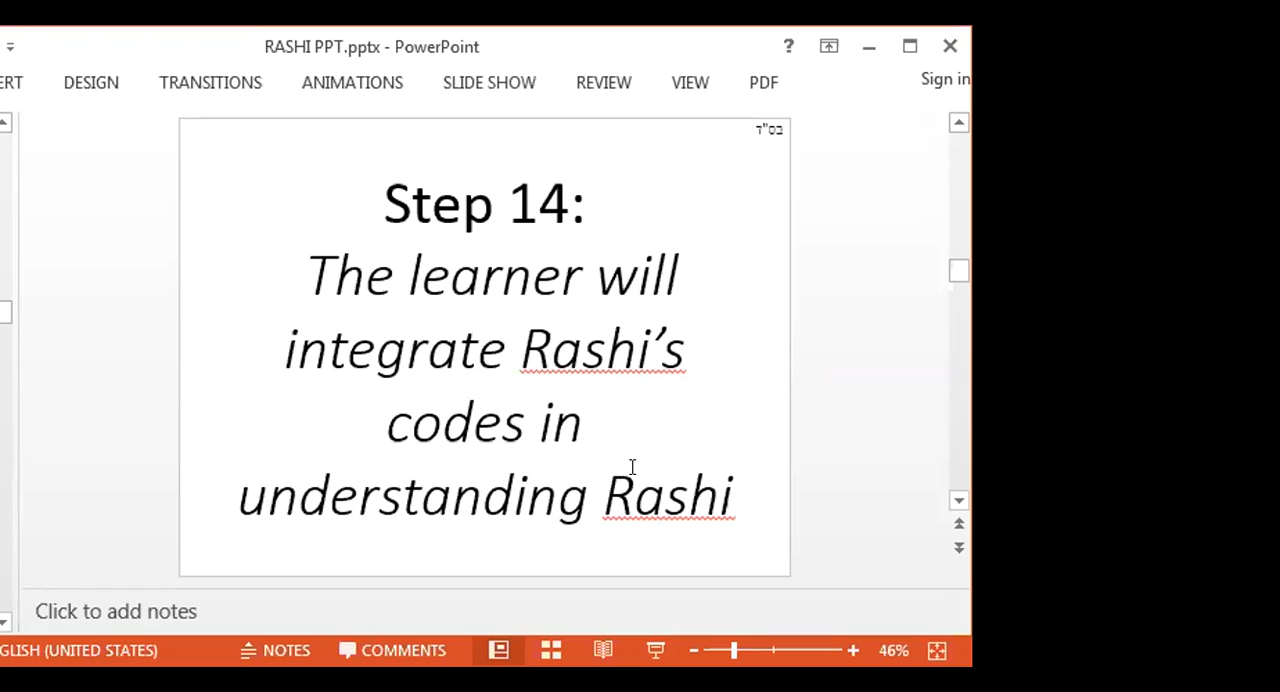 RASHI PPT.pptx - PowerPoint
?
ERT DESIGN TRANSITIONS ANIMATIONS SLIDE SHOW REVIEW VIEW PDF Sign in
בס"ד
Step 14:
The learner will
integrate Rashi’s
codes in
understanding Rashi
Click to add notes
GLISH (UNITED STATES) NOTES COMMENTS 46%